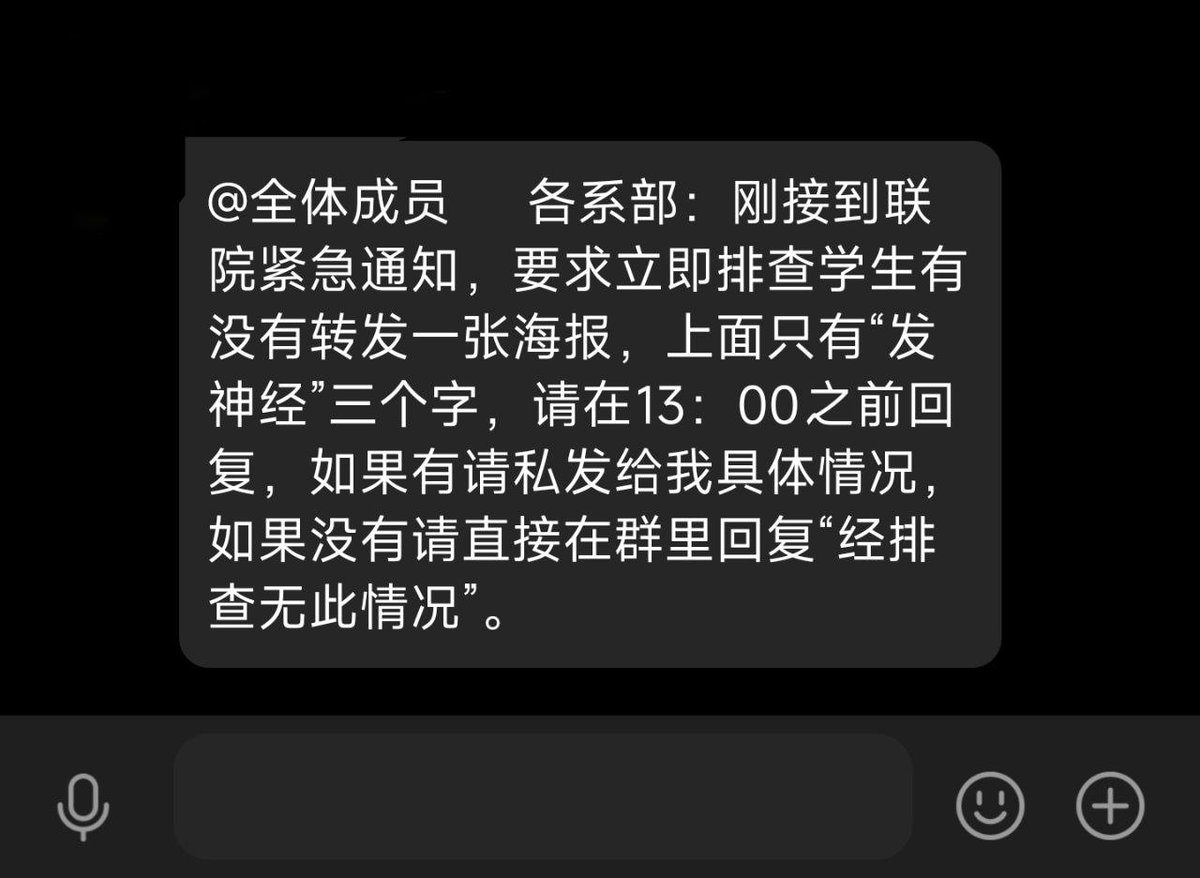 @全体成员　各系部：刚接到联
院紧急通知，要求立即排查学生有
没有转发一张海报，上面只有“发
神经”三个字，请在13：00之前回
复，如果有请私发给我具体情况，
如果没有请直接在群里回复“经排
查无此情况”。